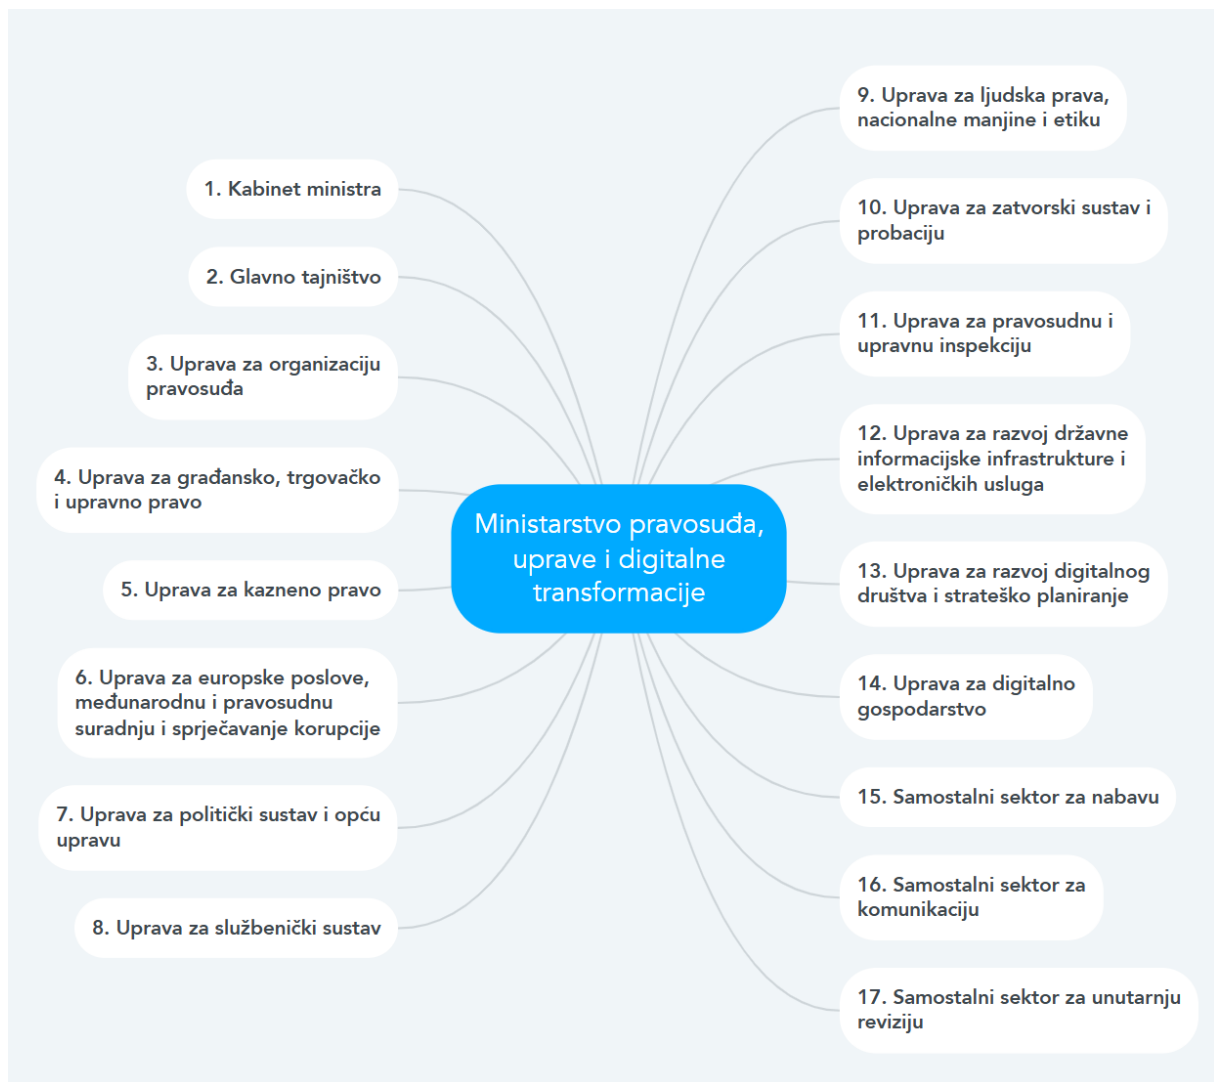 Ministarstvo pravosuđa,
uprave i digitalne
transformacije
1. Kabinet ministra
2. Glavno tajništvo
3. Uprava za organizaciju
pravosuđa
4. Uprava za građansko, trgovačko
i upravno pravo
5. Uprava za kazneno pravo
6. Uprava za europske poslove,
međunarodnu i pravosudnu
suradnju i sprječavanje korupcije
7. Uprava za politički sustav i opću
upravu
8. Uprava za službenički sustav
9. Uprava za ljudska prava,
nacionalne manjine i etiku
10. Uprava za zatvorski sustav i
probaciju
11. Uprava za pravosudnu i
upravnu inspekciju
12. Uprava za razvoj državne
informacijske infrastrukture i
elektroničkih usluga
13. Uprava za razvoj digitalnog
društva i strateško planiranje
14. Uprava za digitalno
gospodarstvo
15. Samostalni sektor za nabavu
16. Samostalni sektor za
komunikaciju
17. Samostalni sektor za unutarnju
reviziju